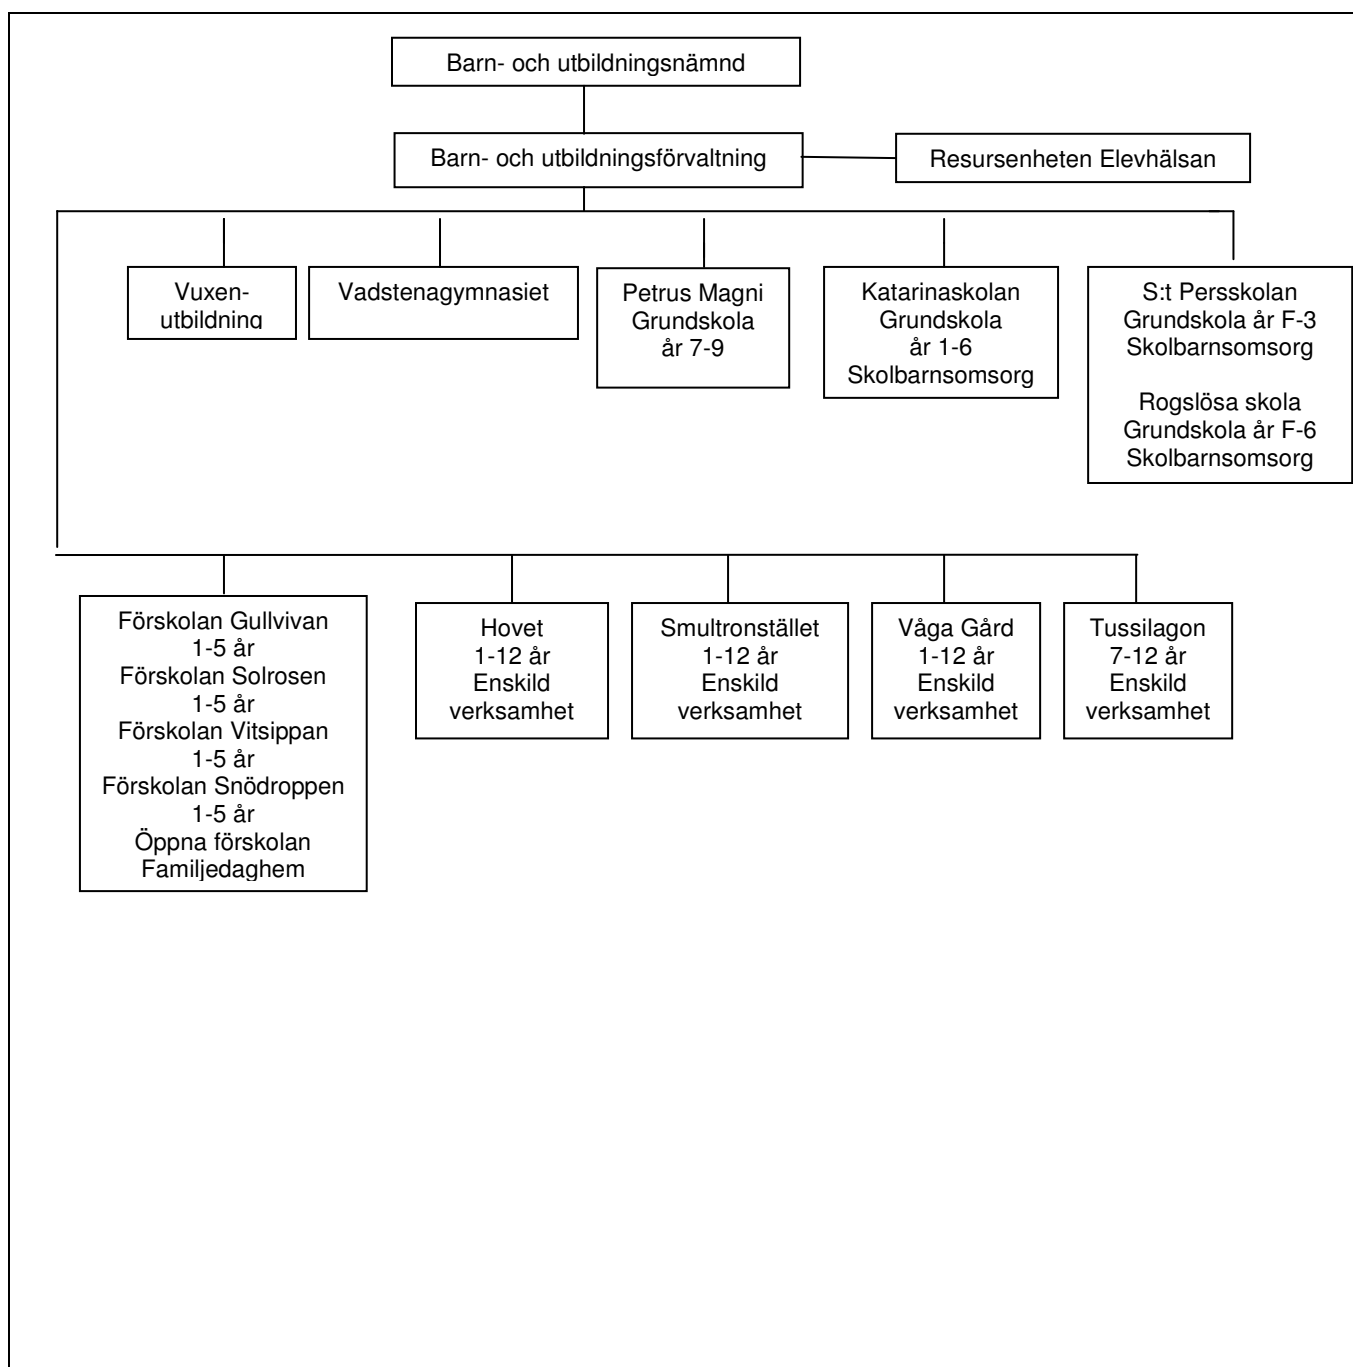 Barn- och utbildningsnämnd
Barn- och utbildningsförvaltning
Resursenheten Elevhälsan
Vuxen-
utbildning
Vadstenagymnasiet
Petrus Magni
Grundskola
år 7-9
Katarinaskolan
Grundskola
år 1-6
Skolbarnsomsorg
S:t Persskolan
Grundskola år F-3
Skolbarnsomsorg
Rogslösa skola
Grundskola år F-6
Skolbarnsomsorg
Förskolan Gullvivan
1-5 år
Förskolan Solrosen
1-5 år
Förskolan Vitsippan
1-5 år
Förskolan Snödroppen
1-5 år
Öppna förskolan
Familjedaghem
Hovet
1-12 år
Enskild
verksamhet
Smultronstället
1-12 år
Enskild
verksamhet
Våga Gård
1-12 år
Enskild
verksamhet
Tussilagon
7-12 år
Enskild
verksamhet